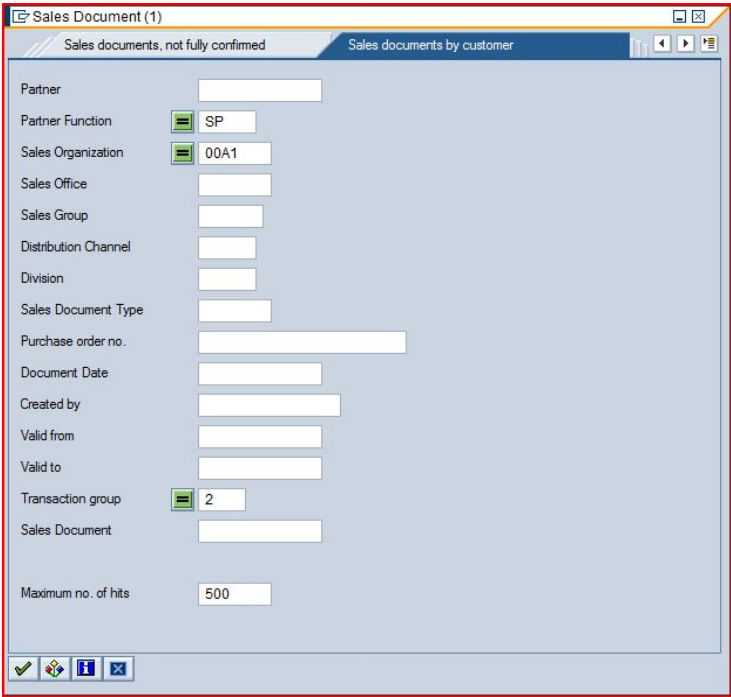 Sales Document (1)
Sales documents, not fully confirmed Sales documents by customer
Partner
Partner Function = SP
Sales Organization = 00A1
Sales Office
Sales Group
Distribution Channel
Division
Sales Document Type
Purchase order no.
Document Date
Created by
Valid from
Valid to
Transaction group = 2
Sales Document
Maximum no. of hits 500